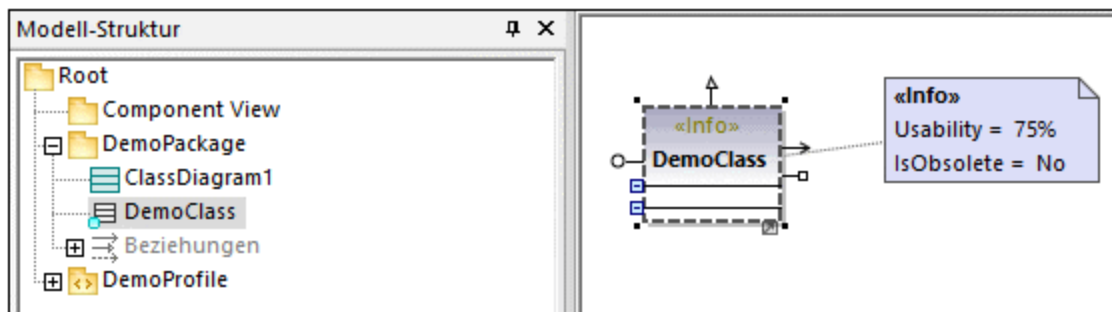 Modell-Struktur
Root
Component View
DemoPackage
ClassDiagram1
DemoClass
Beziehungen
DemoProfile
«Info»
DemoClass
«Info»
Usability = 75%
IsObsolete = No